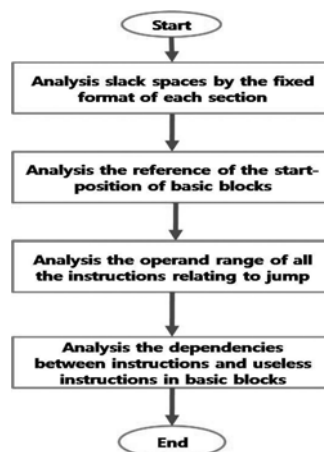 Start
Analysis slack spaces by the fixed
format of each section
Analysis the reference of the start-
position of basic blocks
Analysis the operand range of all
the instructions relating to jump
Analysis the dependencies
between instructions and useless
instructions in basic blocks
End